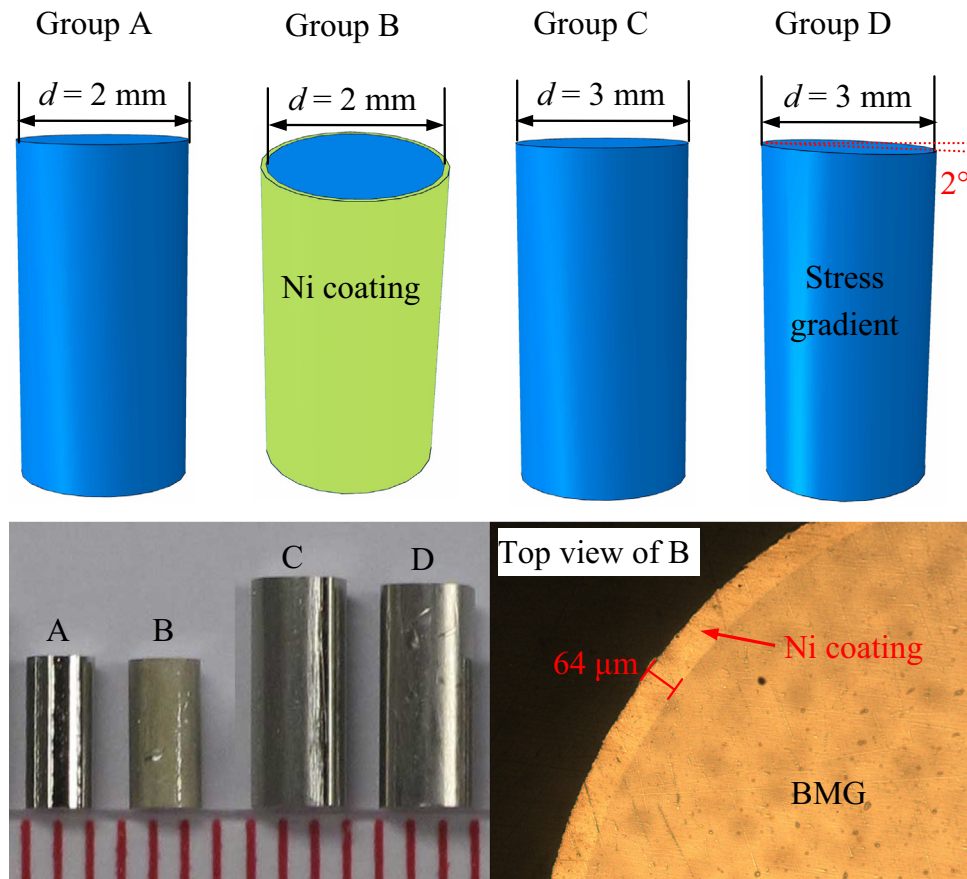 Group A
Group B
Group C
Group D
d = 2 mm
d = 2 mm
d = 3 mm
d = 3 mm
2°
Ni coating
Stress
gradient
A
B
C
D
Top view of B
Ni coating
64 μm
BMG